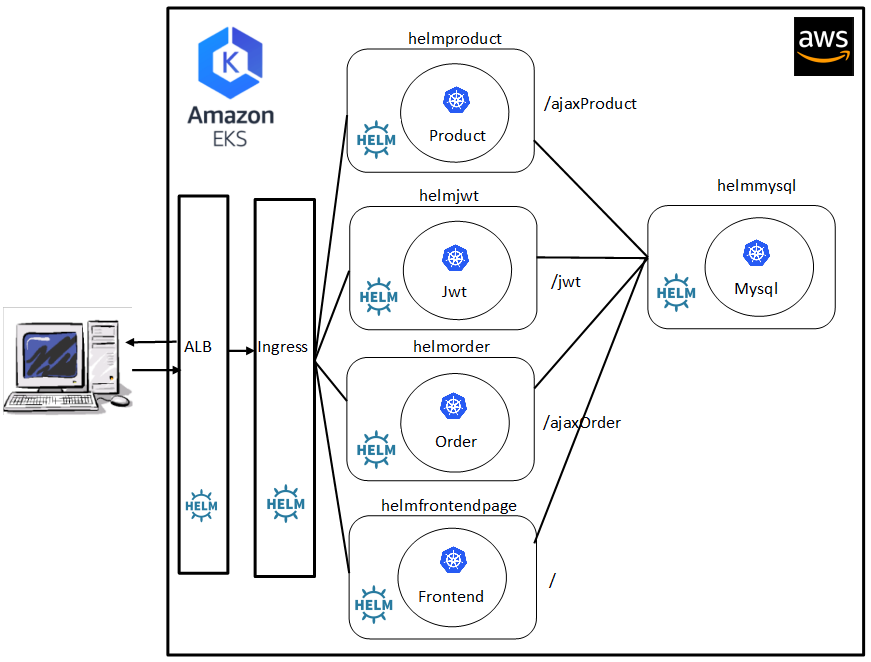 aws
Amazon
EKS
helmproduct
/ajaxProduct
Product
HELM
helmjwt
/jwt
Jwt
HELM
helmmysql
Mysql
HELM
ALB
HELM
Ingress
HELM
helmorder
/ajaxOrder
Order
HELM
helmfrontendpage
/
Frontend
HELM